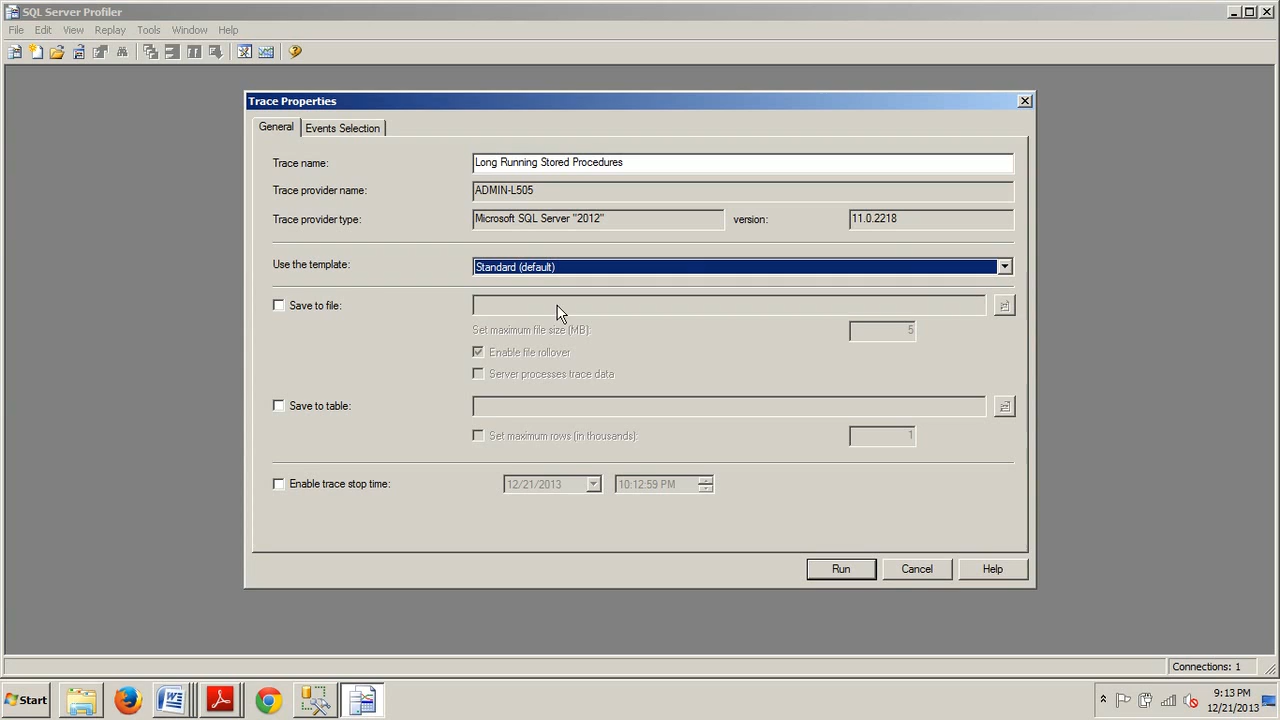 SQL Server Profiler
File Edit View Replay Tools Window Help
Trace Properties
General Events Selection
Trace name: Long Running Stored Procedures
Trace provider name: ADMIN-L505
Trace provider type: Microsoft SQL Server "2012" version: 11.0.2218
Use the template: Standard (default)
Save to file:
Set maximum file size (MB): 5
Enable file rollover
Server processes trace data
Save to table:
Set maximum rows (in thousands): 1
Enable trace stop time: 12/21/2013 10:12:59 PM
Run Cancel Help
Connections: 1
Start 9:13 PM
12/21/2013